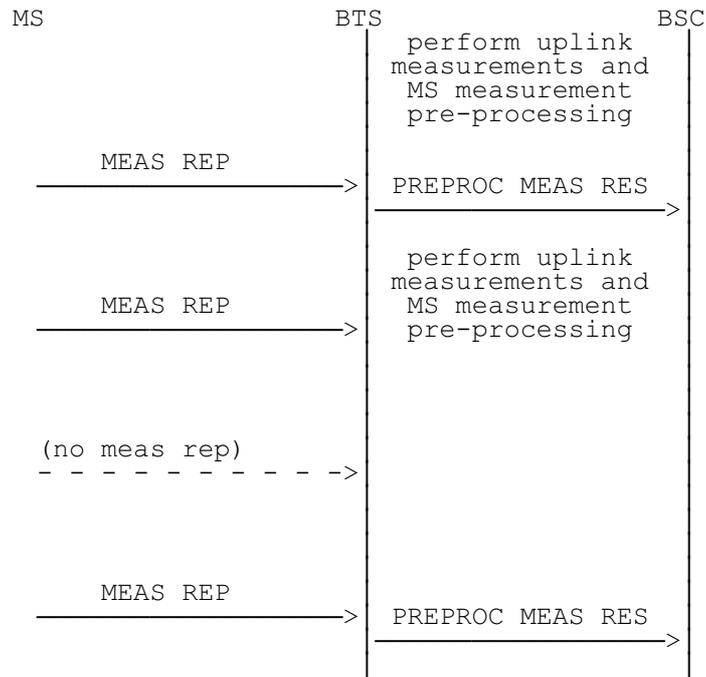 MS BTS BSC
perform uplink
measurements and
MS measurement
pre-processing
MEAS REP
PREPROC MEAS RES
perform uplink
measurements and
MS measurement
pre-processing
MEAS REP
(no meas rep)
MEAS REP
PREPROC MEAS RES